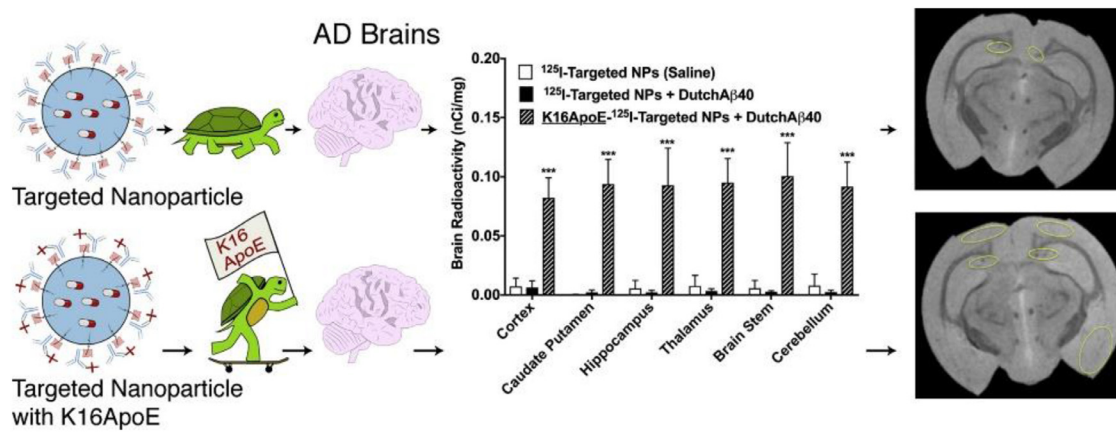 AD Brains
Targeted Nanoparticle
K16
ApoE
Targeted Nanoparticle
with K16ApoE
Brain Radioactivity (nCi/mg)
0.20
0.15
0.10
0.05
0.00
¹²⁵I-Targeted NPs (Saline)
¹²⁵I-Targeted NPs + DutchAβ40
K16ApoE-¹²⁵I-Targeted NPs + DutchAβ40
***
***
***
***
***
***
Cortex
Caudate Putamen
Hippocampus
Thalamus
Brain Stem
Cerebellum